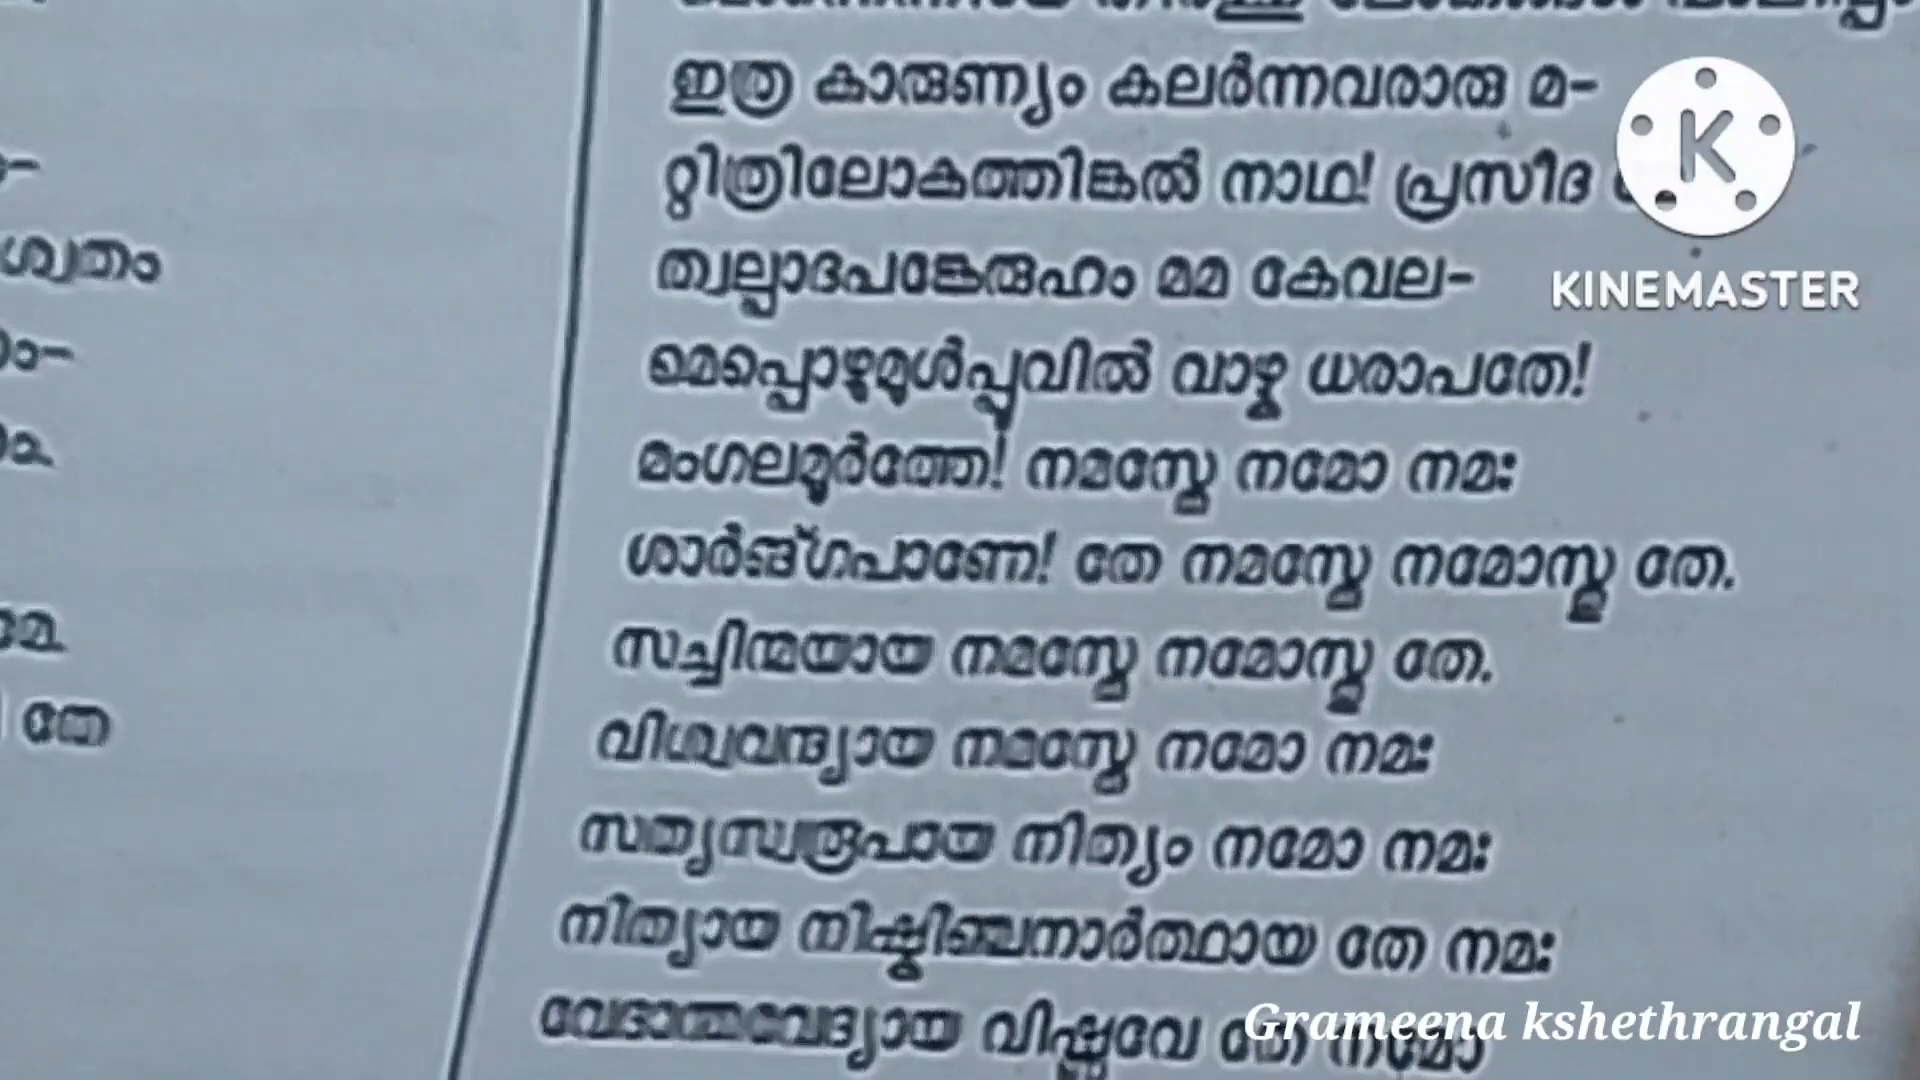 ശ്വതം
തേ
ഇത്ര കാരുണ്യം കലർന്നവരാരു മ-
റ്റിത്രിലോകത്തിങ്കൽ നാഥ! പ്രസീദ
ത്വല്പാദപങ്കേരുഹം മമ കേവല-
മെപ്പൊഴുമുൾപ്പൂവിൽ വാഴ്ക ധരാപതേ!
മംഗലമൂർത്തേ! നമസ്തേ നമോ നമഃ
ശാർങ്ഗപാണേ! തേ നമസ്തേ നമോസ്തു തേ.
സച്ചിന്മയായ നമസ്തേ നമോസ്തു തേ.
വിശ്വവന്ദ്യായ നമസ്തേ നമോ നമഃ
സത്യസ്വരൂപായ നിത്യം നമോ നമഃ
നിത്യായ നിഷ്കിഞ്ചനാർത്ഥായ തേ നമഃ
വിഷ്ണവേ തേ നമോ
K
KINEMASTER
Grameena kshethrangal